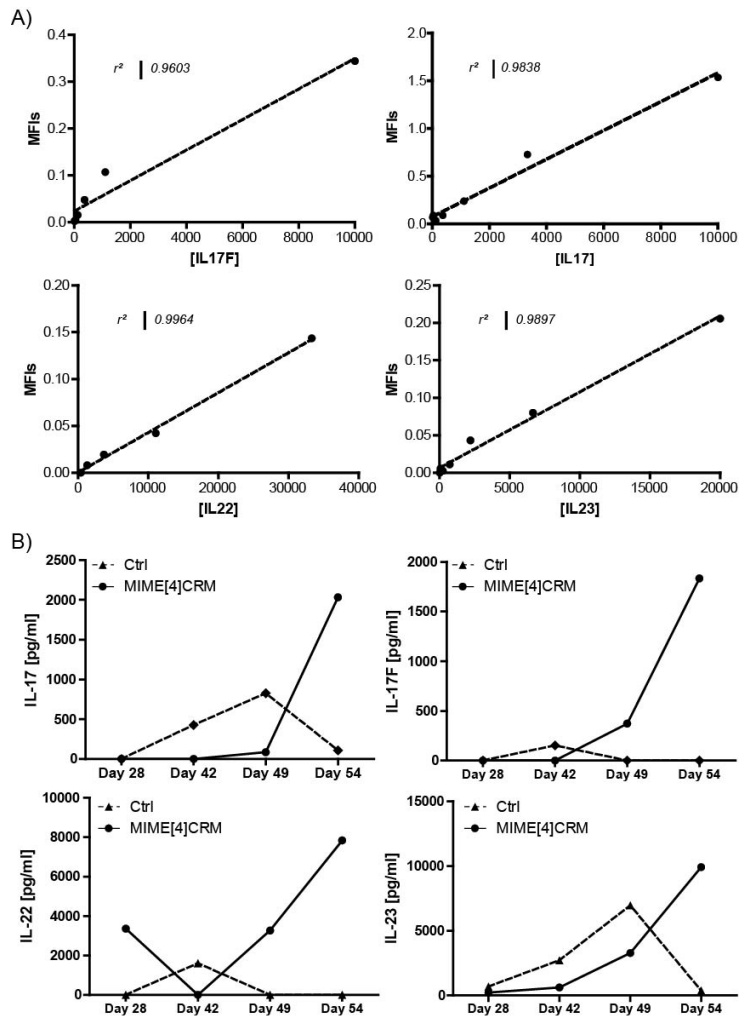 A)
r² | 0.9603
MFIs
0.4
0.3
0.2
0.1
0.0
0 2000 4000 6000 8000 10000
[IL17F]
r² | 0.9838
MFIs
2.0
1.5
1.0
0.5
0.0
0 2000 4000 6000 8000 10000
[IL17]
r² | 0.9964
MFIs
0.20
0.15
0.10
0.05
0.00
0 10000 20000 30000 40000
[IL22]
r² | 0.9897
MFIs
0.25
0.20
0.15
0.10
0.05
0.00
0 5000 10000 15000 20000
[IL23]
B)
Ctrl
MIME[4]CRM
IL-17 [pg/ml]
2500
2000
1500
1000
500
0
Day 28 Day 42 Day 49 Day 54
Ctrl
MIME[4]CRM
IL-17F [pg/ml]
2000
1500
1000
500
0
Day 28 Day 42 Day 49 Day 54
Ctrl
MIME[4]CRM
IL-22 [pg/ml]
10000
8000
6000
4000
2000
0
Day 28 Day 42 Day 49 Day 54
Ctrl
MIME[4]CRM
IL-23 [pg/ml]
15000
10000
5000
0
Day 28 Day 42 Day 49 Day 54